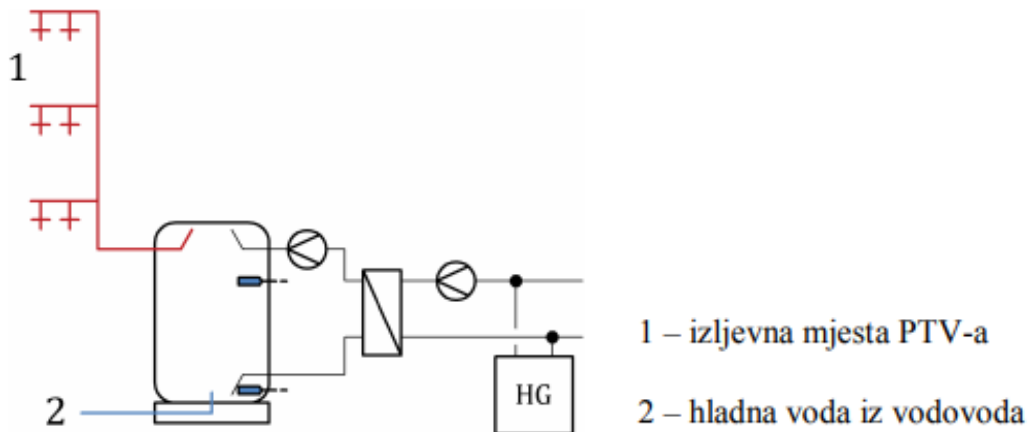 1
2
HG
1 – izljevna mjesta PTV-a
2 – hladna voda iz vodovoda